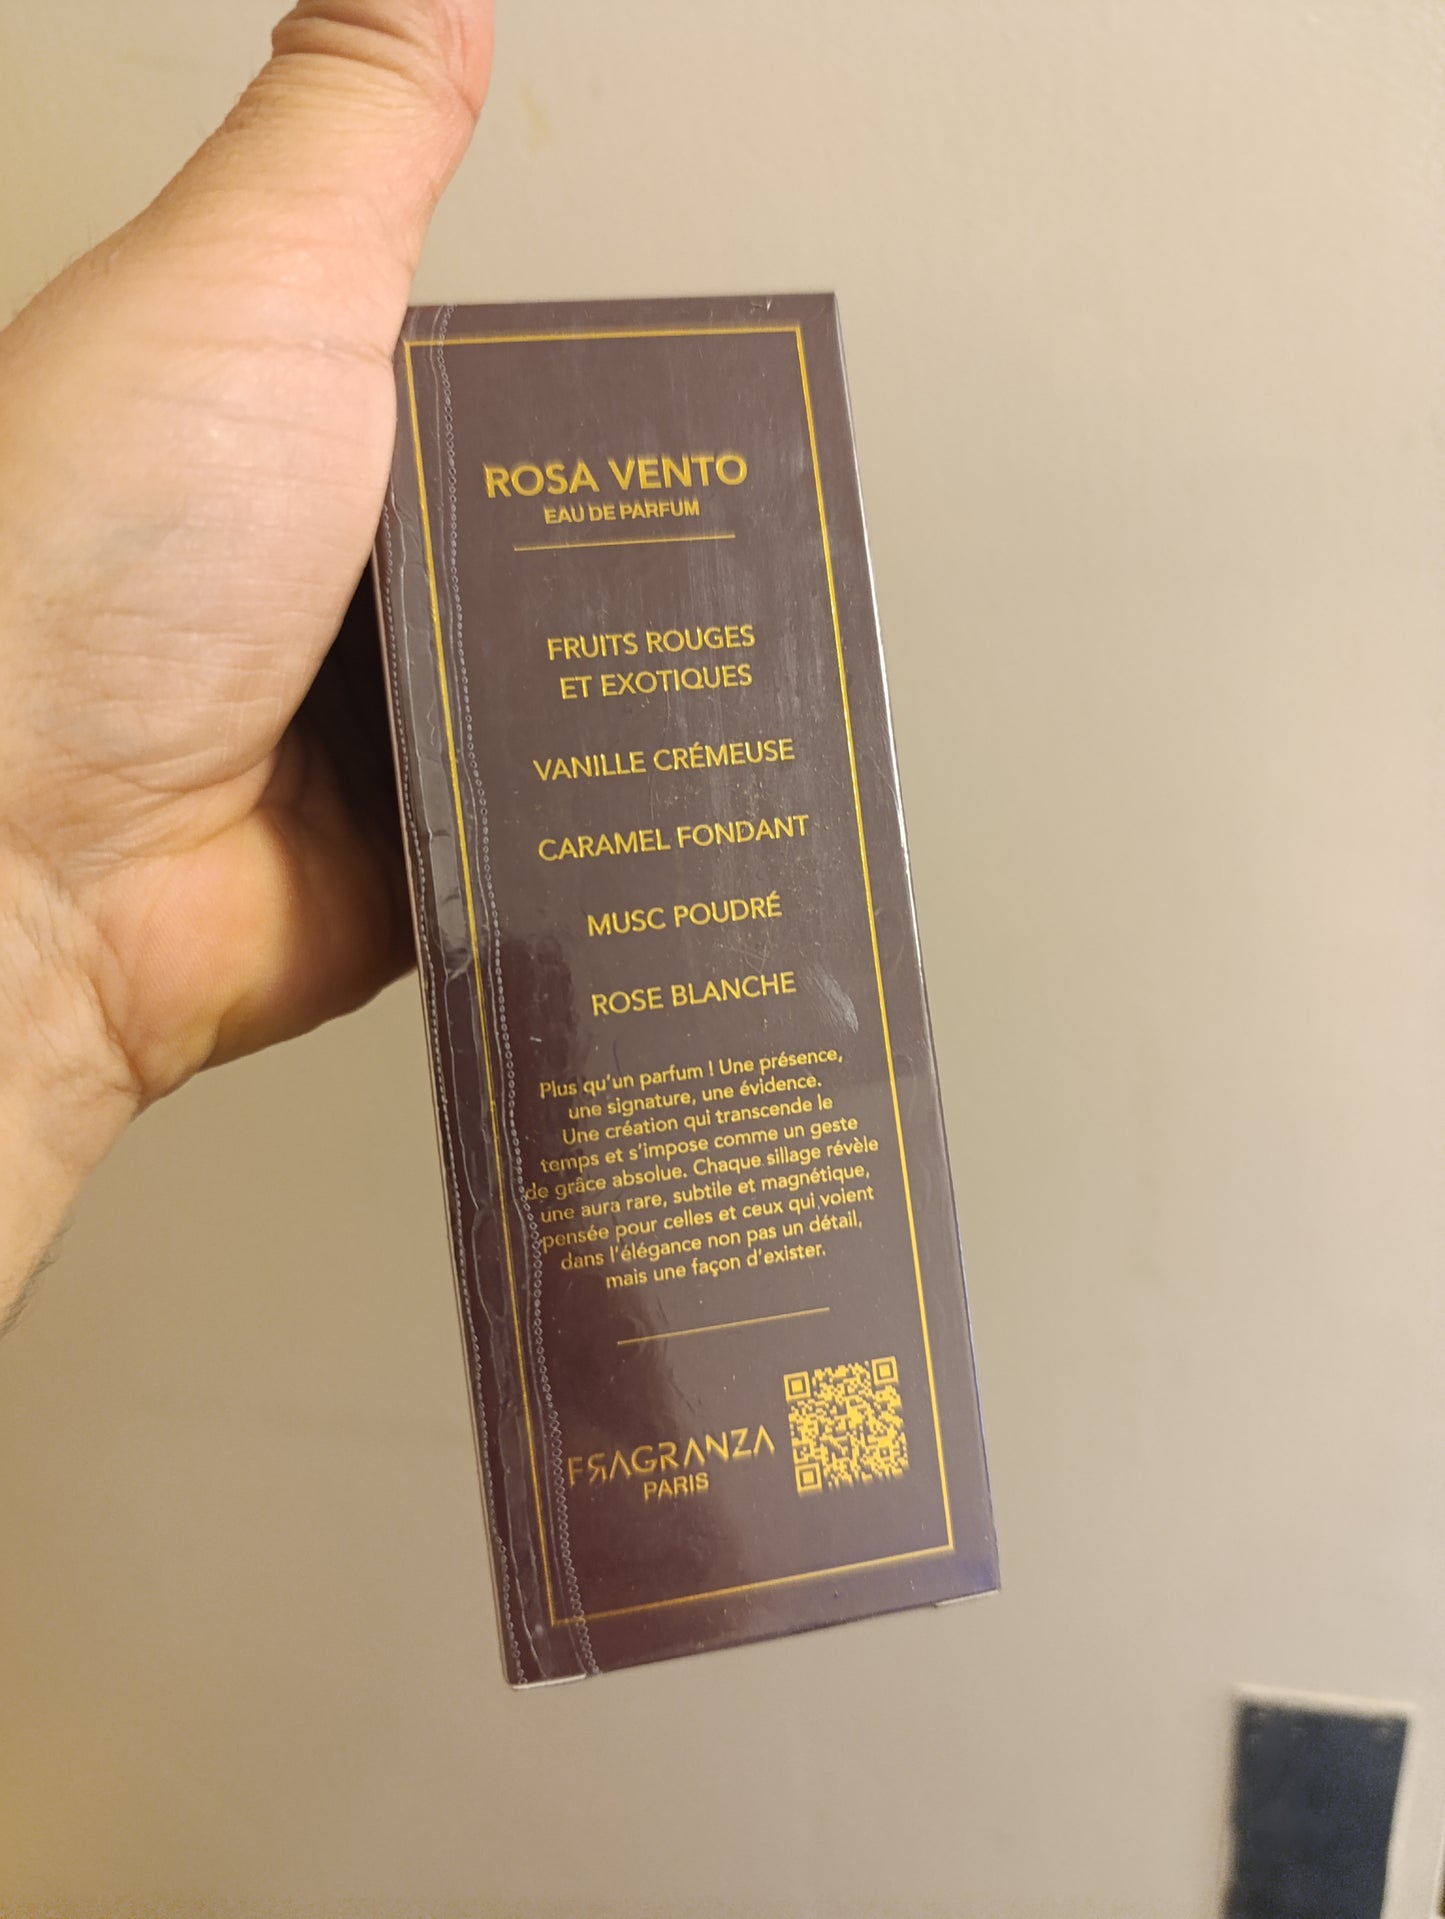 ROSA VENTO
EAU DE PARFUM
FRUITS ROUGES
ET EXOTIQUES
VANILLE CRÉMEUSE
CARAMEL FONDANT
MUSC POUDRÉ
ROSE BLANCHE
Plus qu'un parfum ! Une présence,
une signature, une évidence.
Une création qui transcende le
temps et s'impose comme un geste
de grâce absolue. Chaque sillage révèle
une aura rare, subtile et magnétique,
pensée pour celles et ceux qui voient
dans l'élégance non pas un détail,
mais une façon d'exister.
FRAGRANZA
PARIS